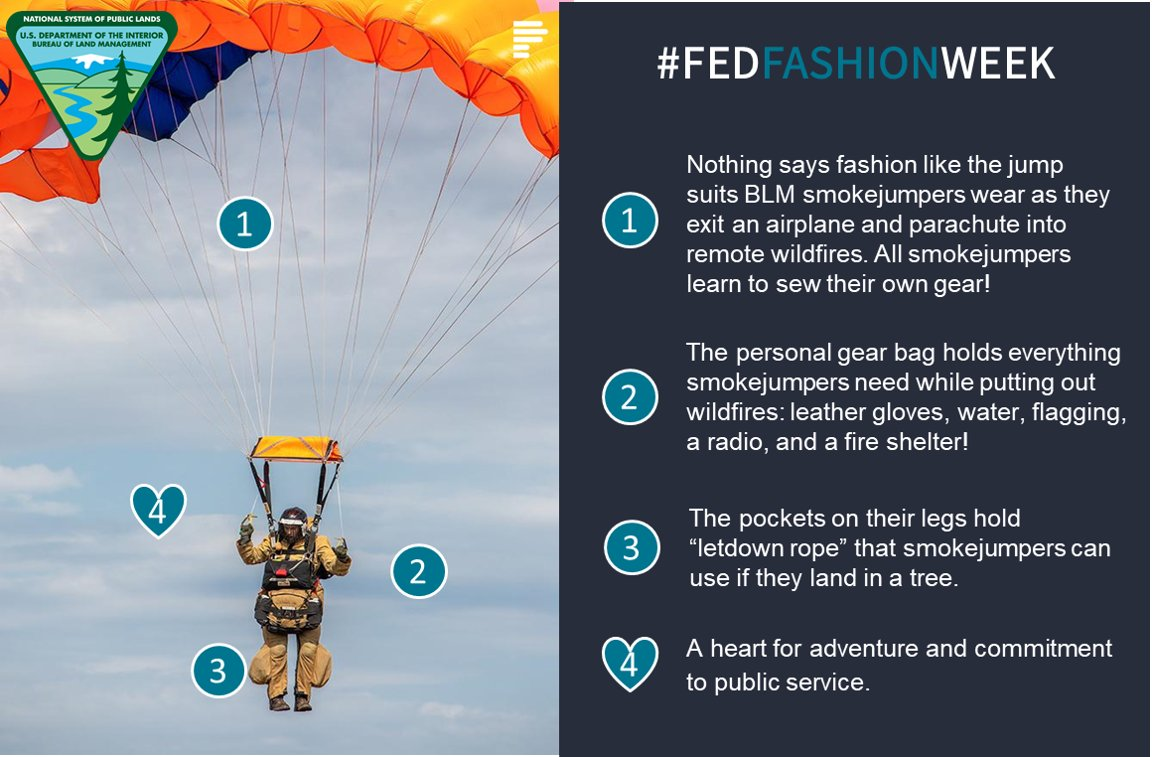 NATIONAL SYSTEM OF PUBLIC LANDS
U.S. DEPARTMENT OF THE INTERIOR
BUREAU OF LAND MANAGEMENT
1
4
2
3
#FEDFASHIONWEEK
1
Nothing says fashion like the jump
suits BLM smokejumpers wear as they
exit an airplane and parachute into
remote wildfires. All smokejumpers
learn to sew their own gear!
2
The personal gear bag holds everything
smokejumpers need while putting out
wildfires: leather gloves, water, flagging,
a radio, and a fire shelter!
3
The pockets on their legs hold
“letdown rope” that smokejumpers can
use if they land in a tree.
4
A heart for adventure and commitment
to public service.